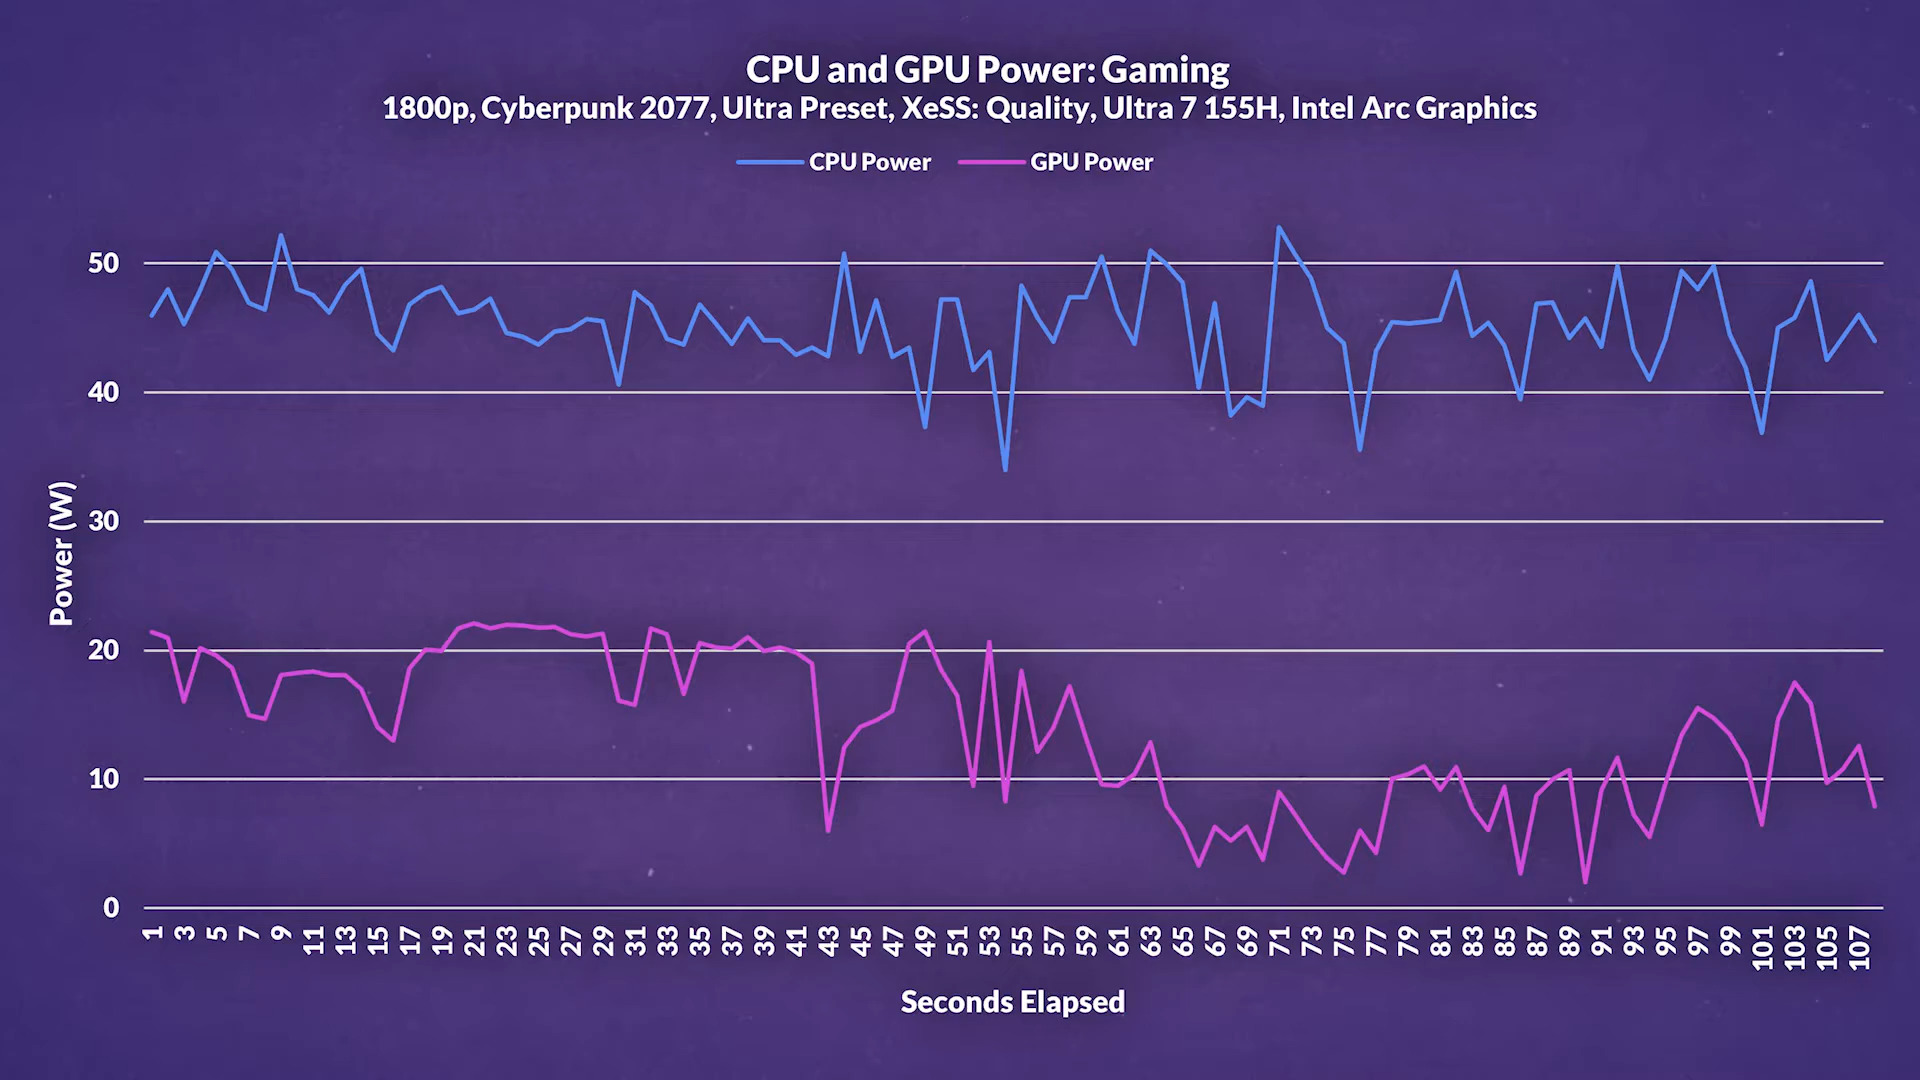 CPU and GPU Power: Gaming
1800p, Cyberpunk 2077, Ultra Preset, XeSS: Quality, Ultra 7 155H, Intel Arc Graphics
CPU Power GPU Power
Power (W)
50
40
30
20
10
0
1 3 5 7 9 11 13 15 17 19 21 23 25 27 29 31 33 35 37 39 41 43 45 47 49 51 53 55 57 59 61 63 65 67 69 71 73 75 77 79 81 83 85 87 89 91 93 95 97 99 101 103 105 107
Seconds Elapsed